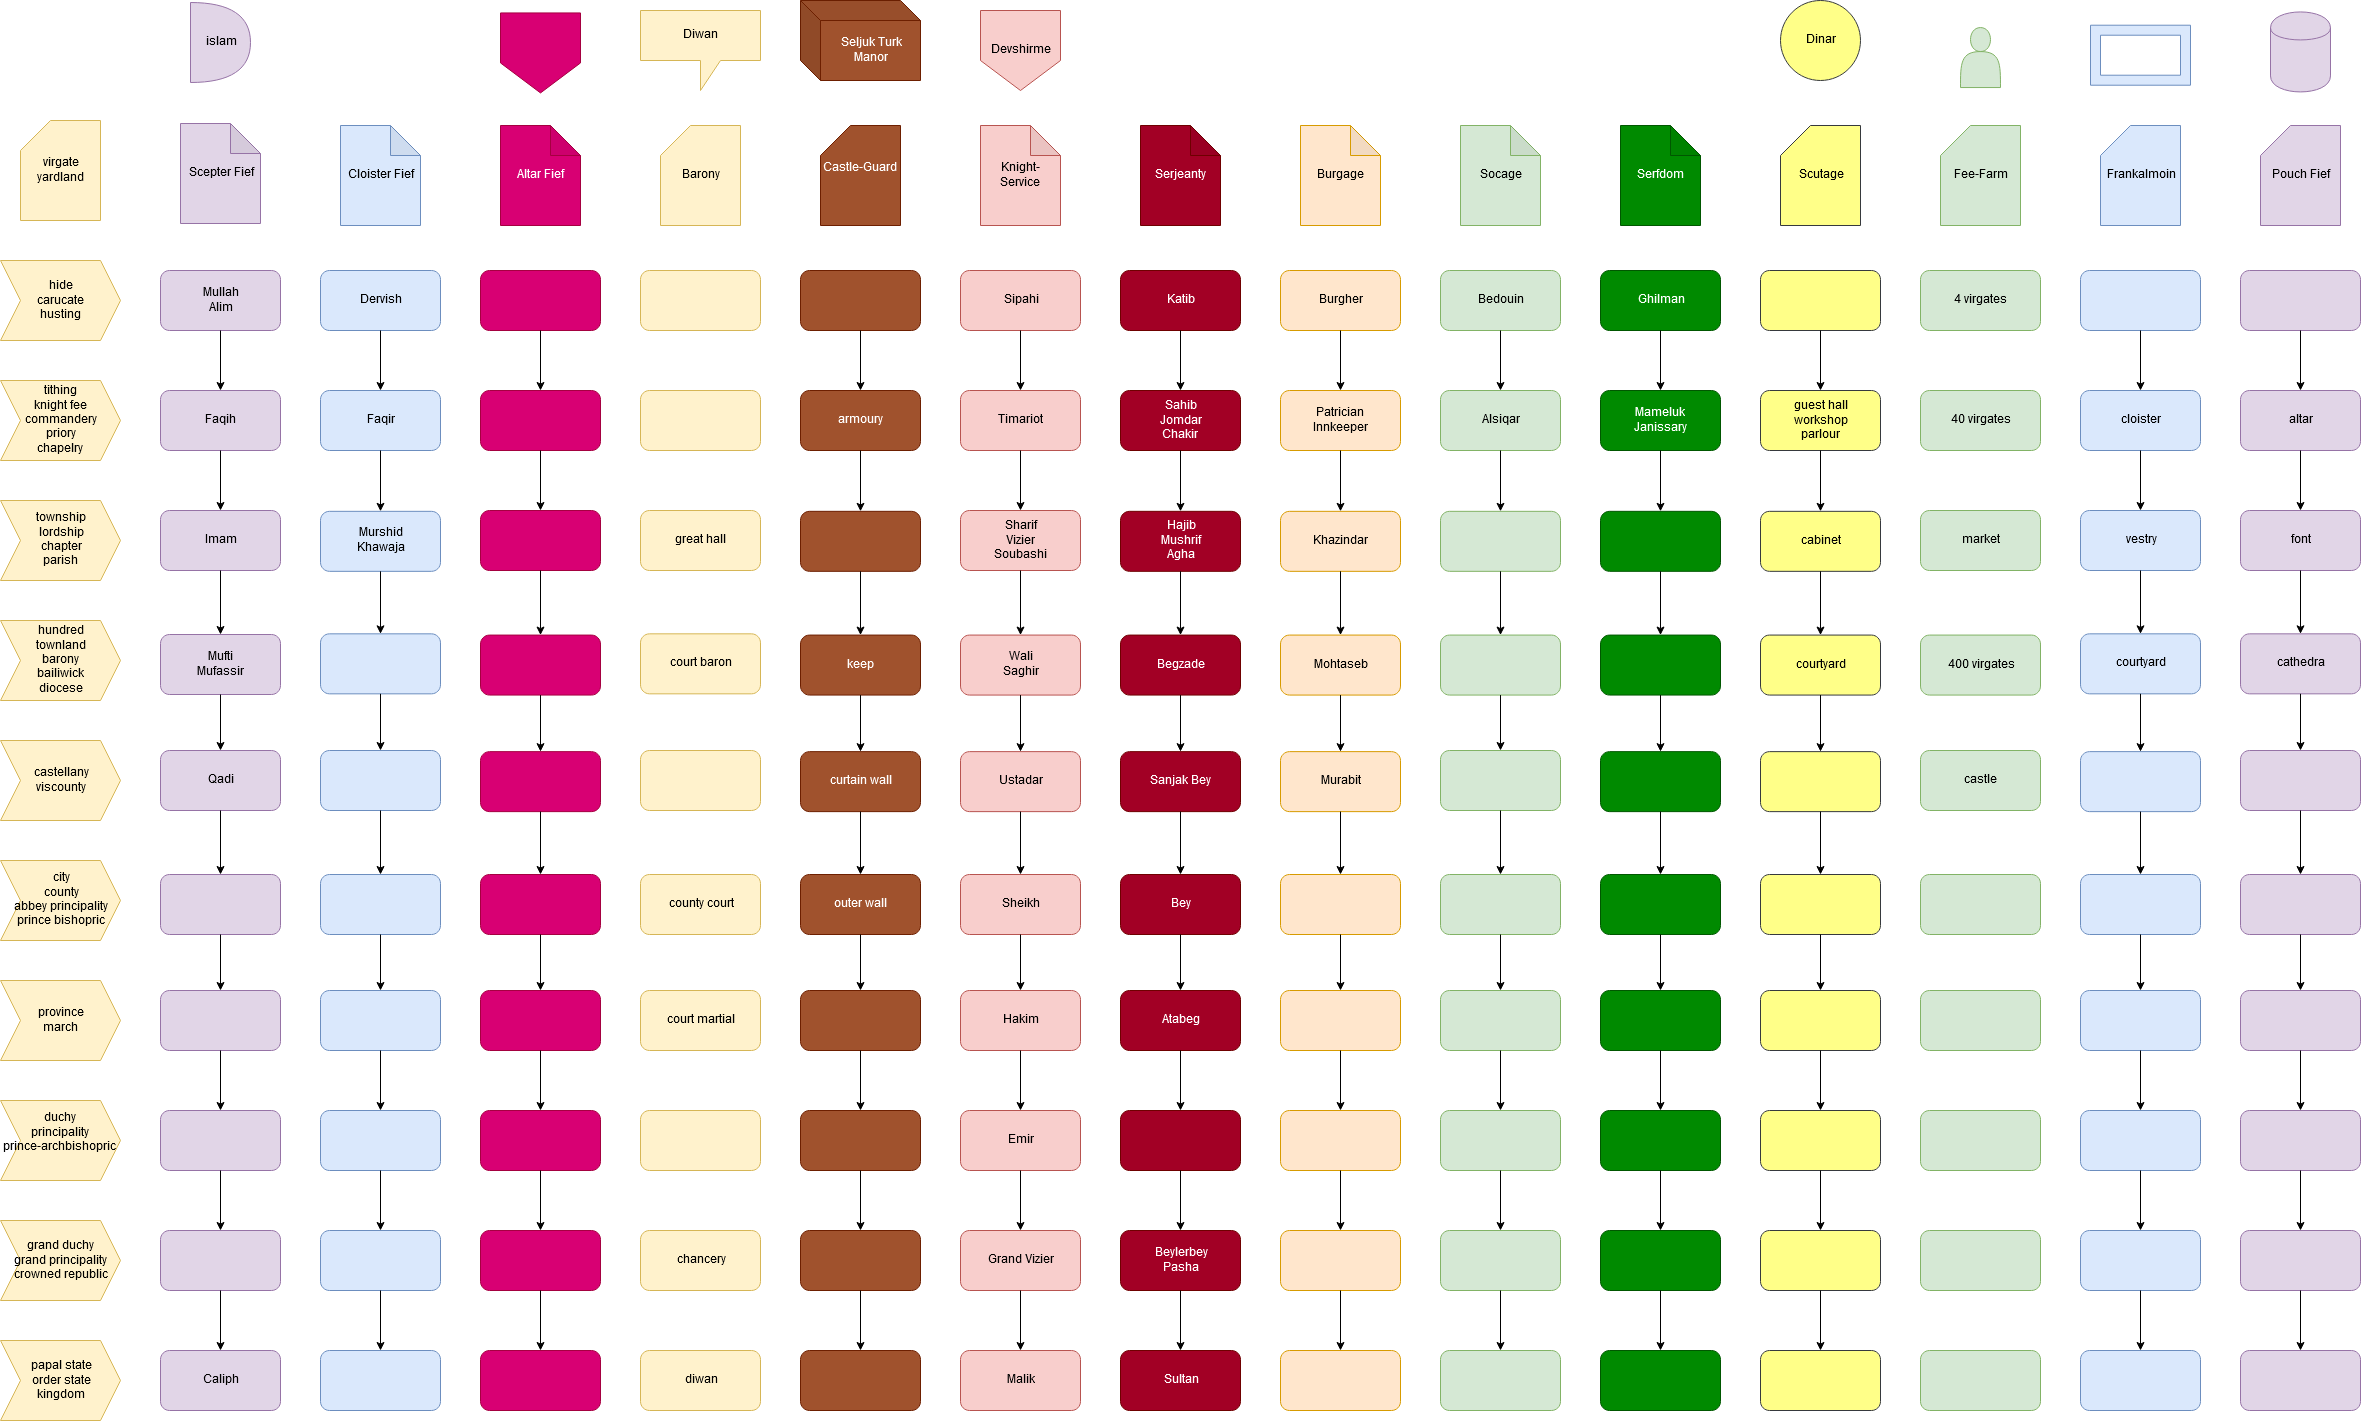 islam
Diwan
Seljuk Turk
Manor
Devshirme
Dinar
virgate
yardland
Scepter Fief
Cloister Fief
Altar Fief
Barony
Castle-Guard
Knight-
Service
Serjeanty
Burgage
Socage
Serfdom
Scutage
Fee-Farm
Frankalmoin
Pouch Fief
hide
carucate
husting
Mullah
Alim
Dervish
Sipahi
Katib
Burgher
Bedouin
Ghilman
4 virgates
tithing
knight fee
commandery
priory
chapelry
Faqih
Faqir
armoury
Timariot
Sahib
Jomdar
Chakir
Patrician
Innkeeper
Alsiqar
Mameluk
Janissary
guest hall
workshop
parlour
40 virgates
cloister
altar
township
lordship
chapter
parish
Imam
Murshid
Khawaja
great hall
Sharif
Vizier
Soubashi
Hajib
Mushrif
Agha
Khazindar
cabinet
market
vestry
font
hundred
townland
barony
bailiwick
diocese
Mufti
Mufassir
court baron
keep
Wali
Saghir
Begzade
Mohtaseb
courtyard
400 virgates
courtyard
cathedra
castellany
viscounty
Qadi
curtain wall
Ustadar
Sanjak Bey
Murabit
castle
city
county
abbey principality
prince bishopric
county court
outer wall
Sheikh
Bey
province
march
court martial
Hakim
Atabeg
duchy
principality
prince-archbishopric
Emir
grand duchy
grand principality
crowned republic
chancery
Grand Vizier
Beylerbey
Pasha
papal state
order state
kingdom
Caliph
diwan
Malik
Sultan